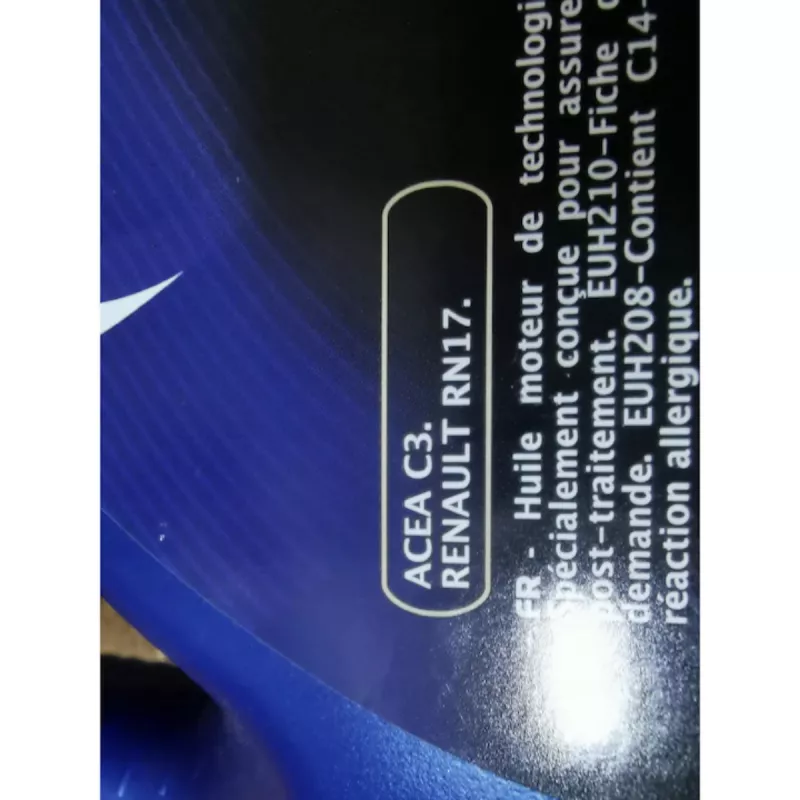 ACEA C3.
RENAULT RN17.
FR - Huile moteur de technologi
Spécialement conçue pour assure
post-traitement. EUH210-Fiche
demande. EUH208-Contient C14-
réaction allergique.